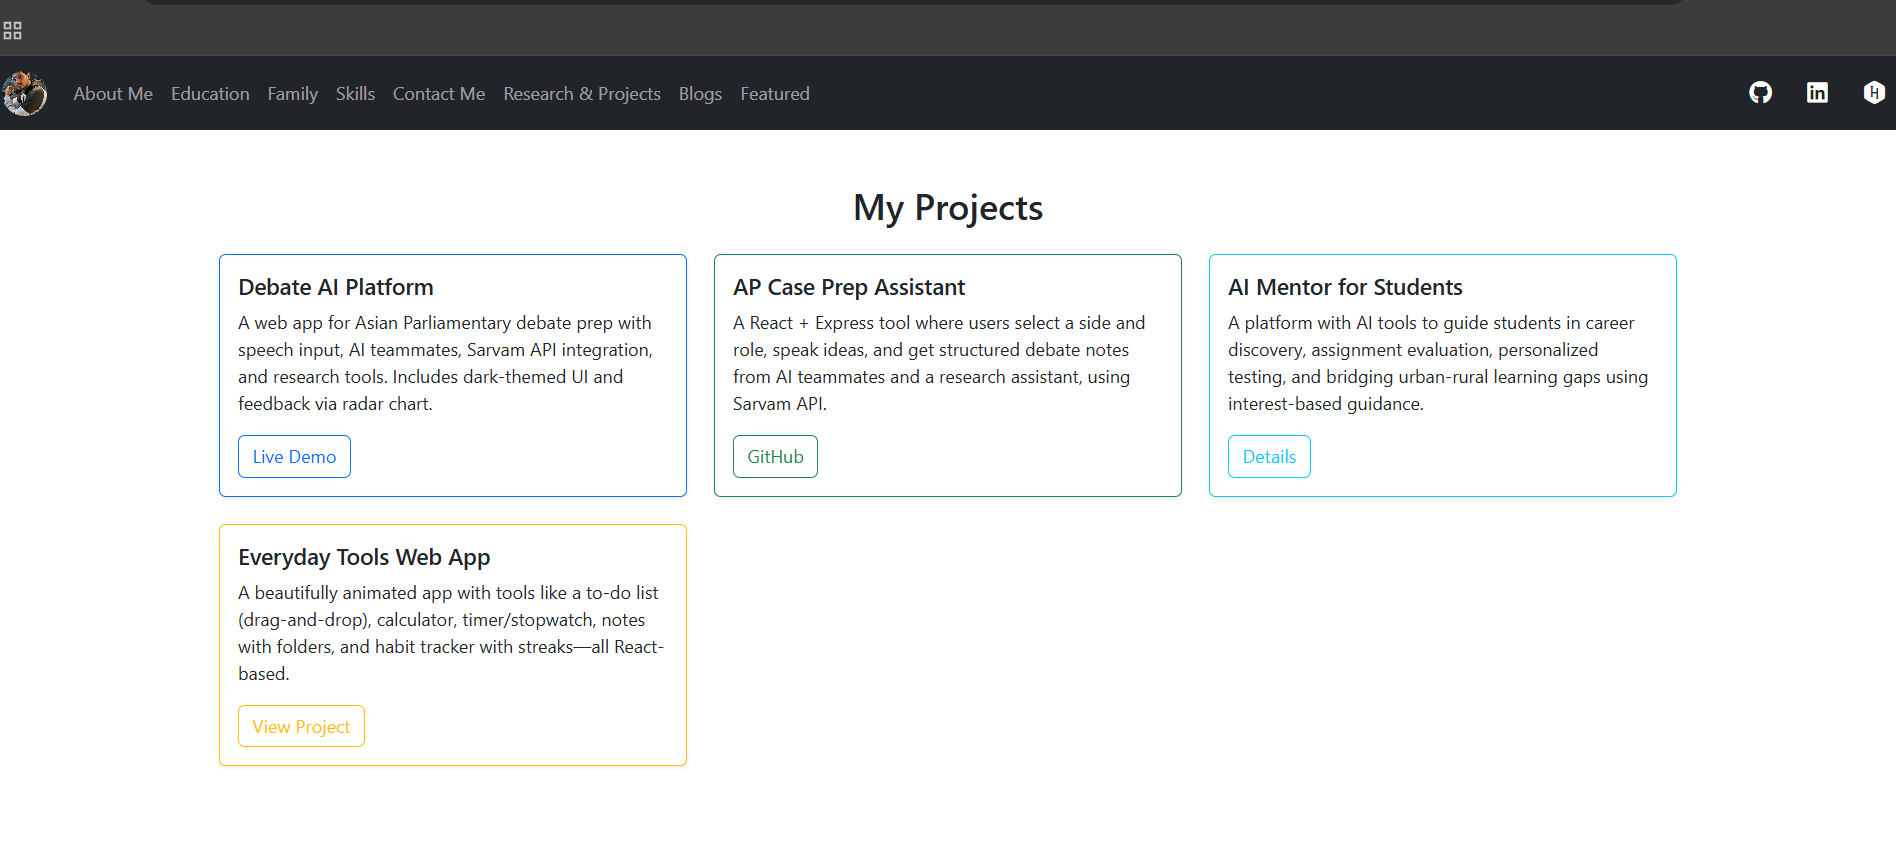 About Me Education Family Skills Contact Me Research & Projects Blogs Featured
My Projects
Debate AI Platform
A web app for Asian Parliamentary debate prep with
speech input, AI teammates, Sarvam API integration,
and research tools. Includes dark-themed UI and
feedback via radar chart.
Live Demo
AP Case Prep Assistant
A React + Express tool where users select a side and
role, speak ideas, and get structured debate notes
from AI teammates and a research assistant, using
Sarvam API.
GitHub
AI Mentor for Students
A platform with AI tools to guide students in career
discovery, assignment evaluation, personalized
testing, and bridging urban-rural learning gaps using
interest-based guidance.
Details
Everyday Tools Web App
A beautifully animated app with tools like a to-do list
(drag-and-drop), calculator, timer/stopwatch, notes
with folders, and habit tracker with streaks—all React-
based.
View Project